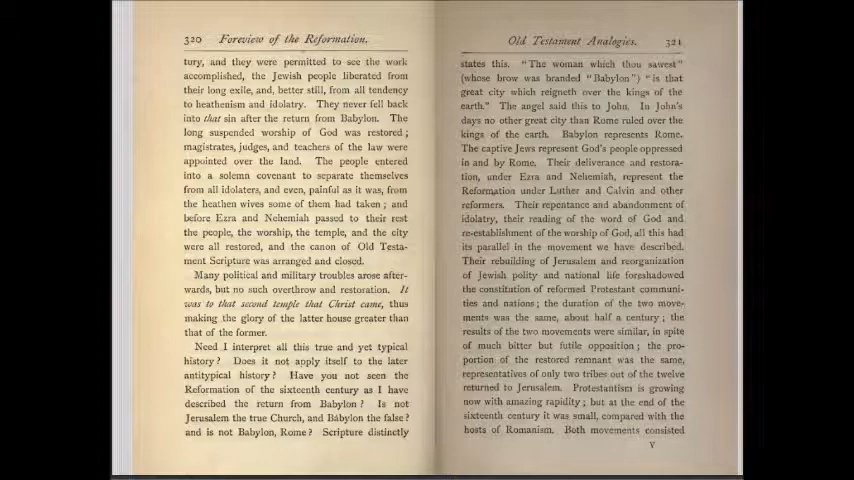 320 Foreview of the Reformation.
tury, and they were permitted to see the work
accomplished, the Jewish people liberated from
their long exile, and, better still, from all tendency
to heathenism and idolatry. They never fell back
into that sin after the return from Babylon. The
long suspended worship of God was restored ;
magistrates, judges, and teachers of the law were
appointed over the land. The people entered
into a solemn covenant to separate themselves
from all idolaters, and even, painful as it was, from
the heathen wives some of them had taken ; and
before Ezra and Nehemiah passed to their rest
the people, the worship, the temple, and the city
were all restored, and the canon of Old Testa-
ment Scripture was arranged and closed.
Many political and military troubles arose after-
wards, but no such overthrow and restoration. It
was to that second temple that Christ came, thus
making the glory of the latter house greater than
that of the former.
Need I interpret all this true and yet typical
history ? Does it not apply itself to the later
antitypical history ? Have you not seen the
Reformation of the sixteenth century as I have
described the return from Babylon ? Is not
Jerusalem the true Church, and Babylon the false ?
and is not Babylon, Rome ? Scripture distinctly
Old Testament Analogies. 321
states this. "The woman which thou sawest"
(whose brow was branded "Babylon") "is that
great city which reigneth over the kings of the
earth." The angel said this to John. In John's
days no other great city than Rome ruled over the
kings of the earth. Babylon represents Rome.
The captive Jews represent God's people oppressed
in and by Rome. Their deliverance and restora-
tion, under Ezra and Nehemiah, represent the
Reformation under Luther and Calvin and other
reformers. Their repentance and abandonment of
idolatry, their reading of the word of God and
re-establishment of the worship of God, all this had
its parallel in the movement we have described.
Their rebuilding of Jerusalem and reorganization
of Jewish polity and national life foreshadowed
the constitution of reformed Protestant communi-
ties and nations ; the duration of the two move-
ments was the same, about half a century ; the
results of the two movements were similar, in spite
of much bitter but futile opposition ; the pro-
portion of the restored remnant was the same,
representatives of only two tribes out of the twelve
returned to Jerusalem. Protestantism is growing
now with amazing rapidity ; but at the end of the
sixteenth century it was small, compared with the
hosts of Romanism. Both movements consisted
Y